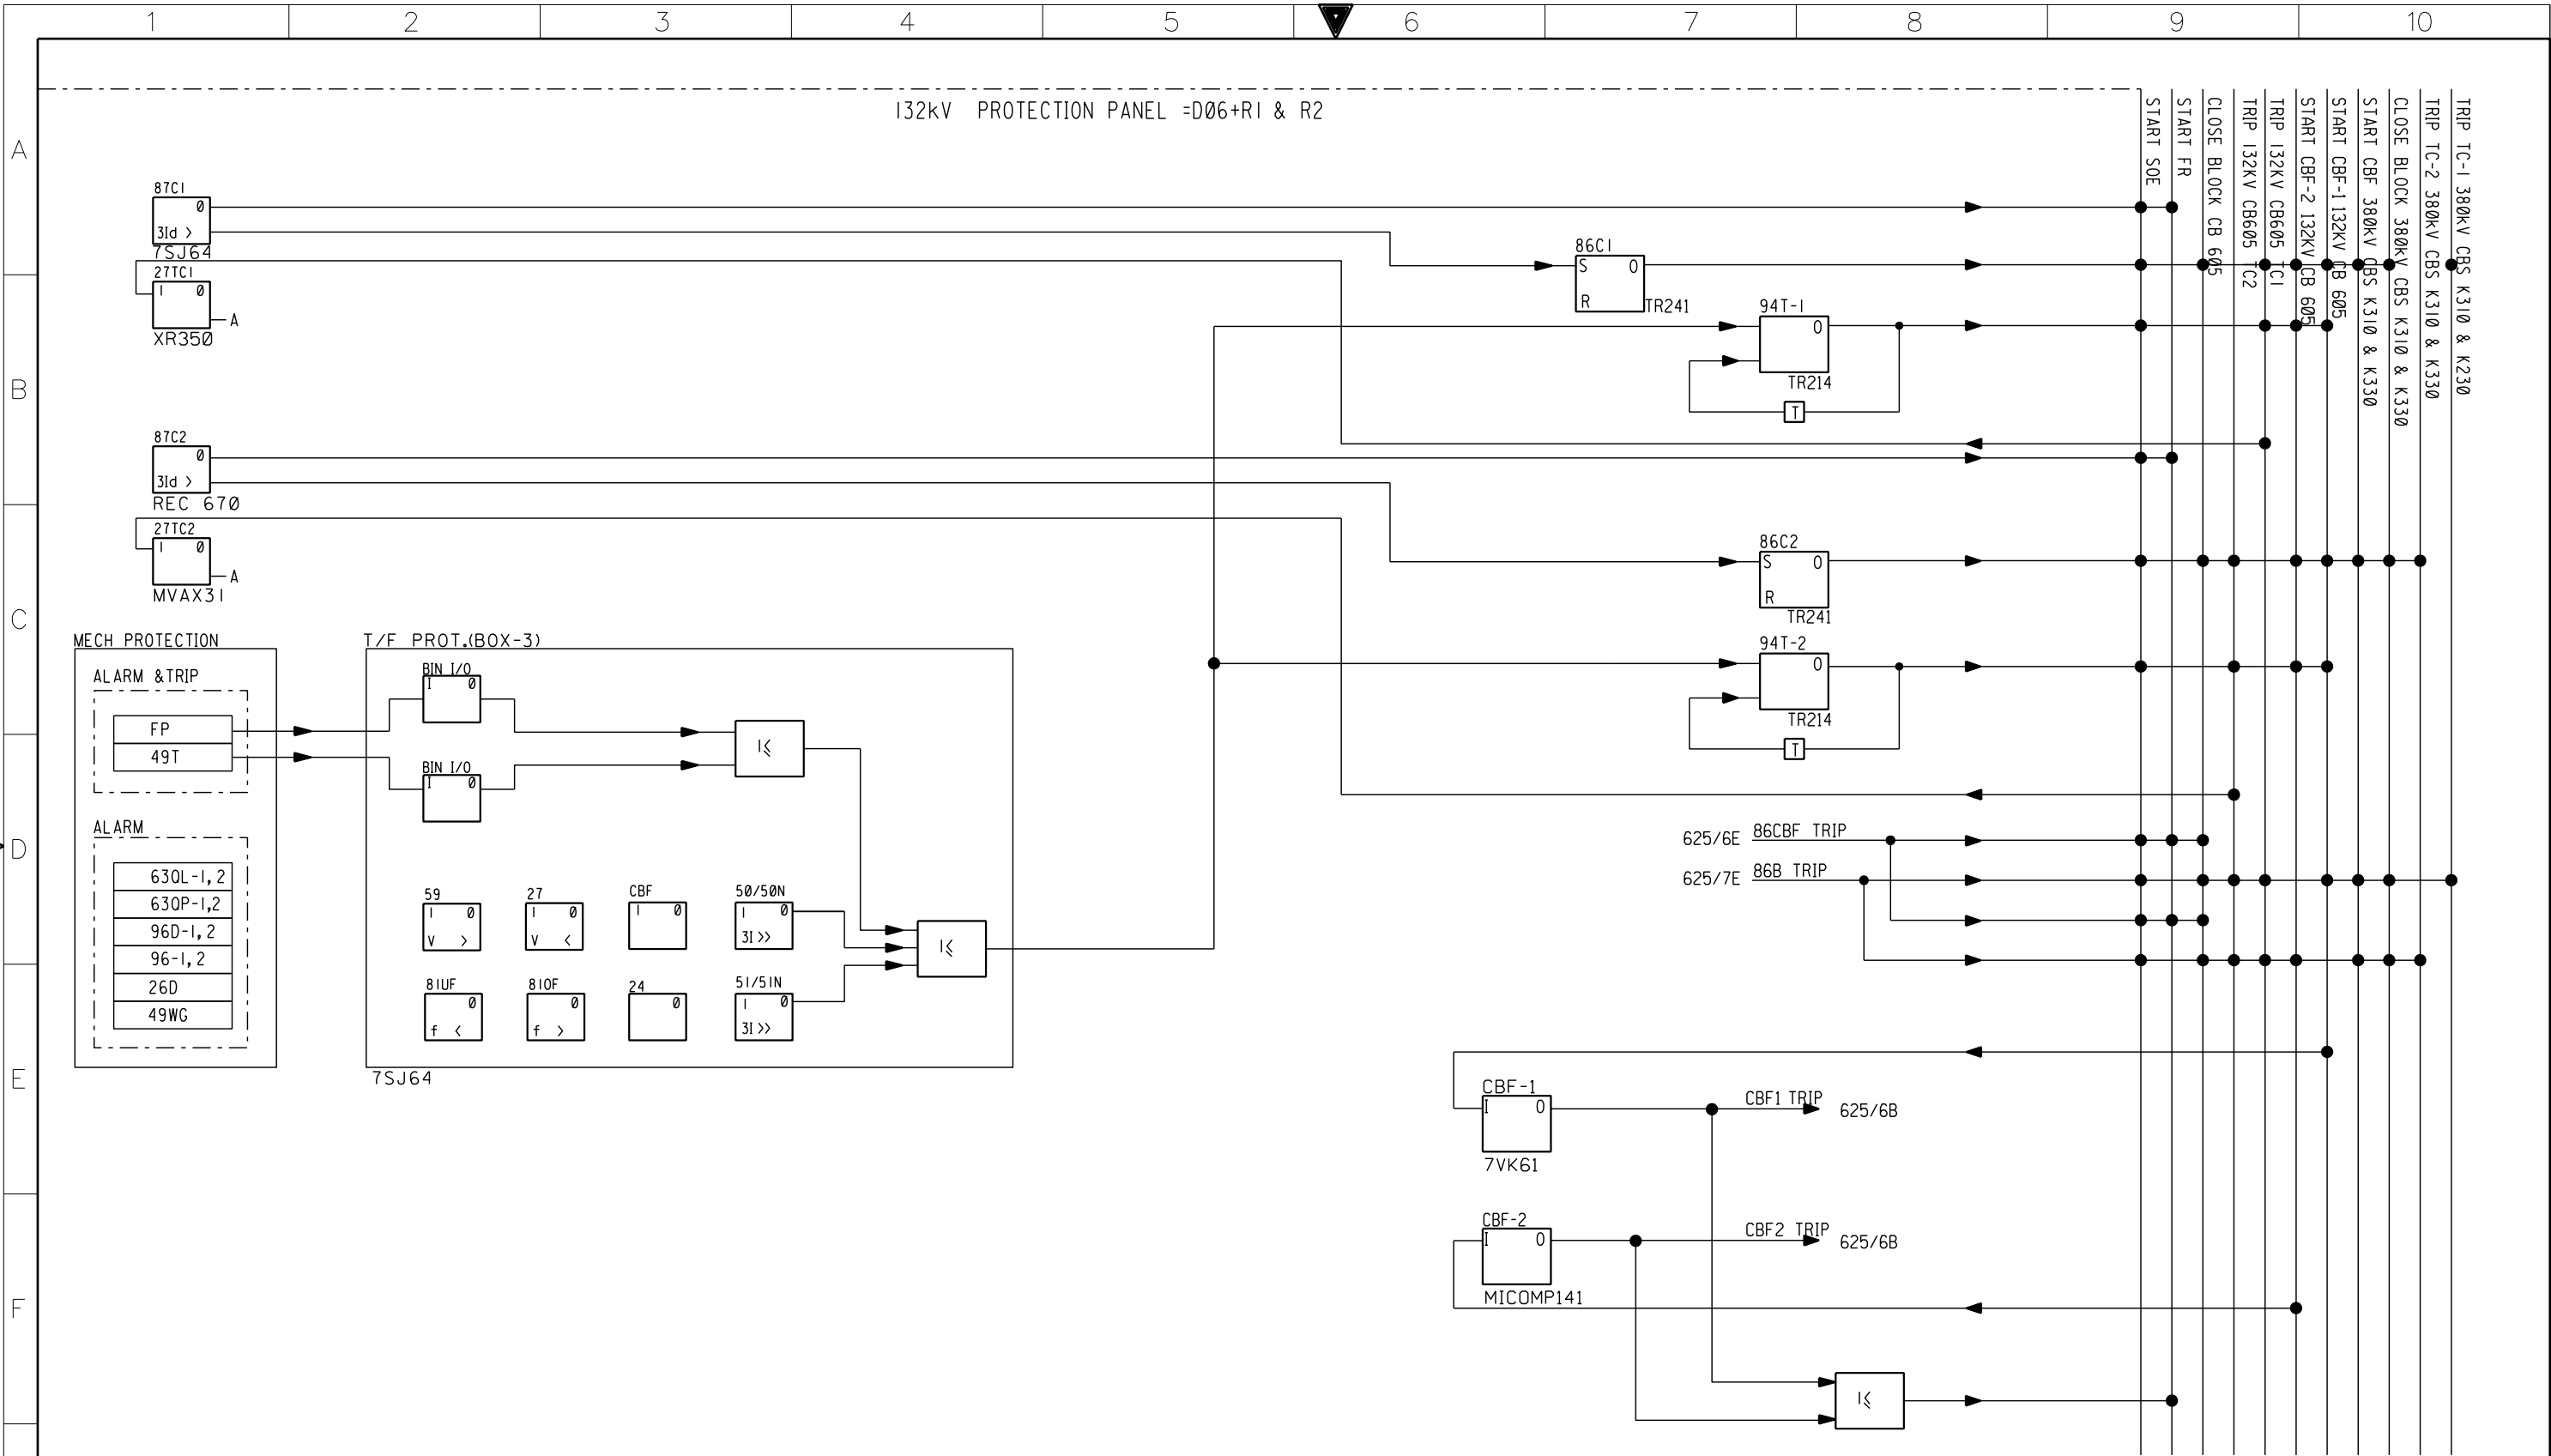 1 2 3 4 5 6 7 8 9 10
A
B
C
D
E
F
132kV PROTECTION PANEL =D06+R1 & R2
START SOE
START FR
CLOSE BLOCK CB 605
TRIP 132KV CB605 TC2
TRIP 132KV CB605 TC1
START CBF-2 132KV CB 605
START CBF-1 132KV CB 605
START CBF 380kV CBS K310 & K330
CLOSE BLOCK 380kV CBS K310 & K330
TRIP TC-2 380kV CBS K310 & K330
TRIP TC-1 380kV CBS K310 & K230
87C1
0
3Id >
7SJ64
27TC1
I 0
A
XR350
86C1
S 0
R
TR241
94T-1
0
TR214
T
87C2
0
3Id >
REC 670
27TC2
I 0
A
MVAX31
86C2
S 0
R
TR241
94T-2
0
TR214
T
MECH PROTECTION
ALARM &TRIP
FP
49T
ALARM
63QL-1,2
63QP-1,2
96D-1,2
96-1,2
26D
49WG
T/F PROT.(BOX-3)
BIN I/O
I 0
BIN I/O
I 0
59
I 0
V >
27
I 0
V <
CBF
I 0
50/50N
I 0
3I >>
81UF
0
f <
81OF
0
f >
24
0
51/51N
I 0
3I >>
7SJ64
625/6E 86CBF TRIP
625/7E 86B TRIP
CBF-1
I 0
7VK61
CBF1 TRIP
625/6B
CBF-2
I 0
MICOMP141
CBF2 TRIP
625/6B